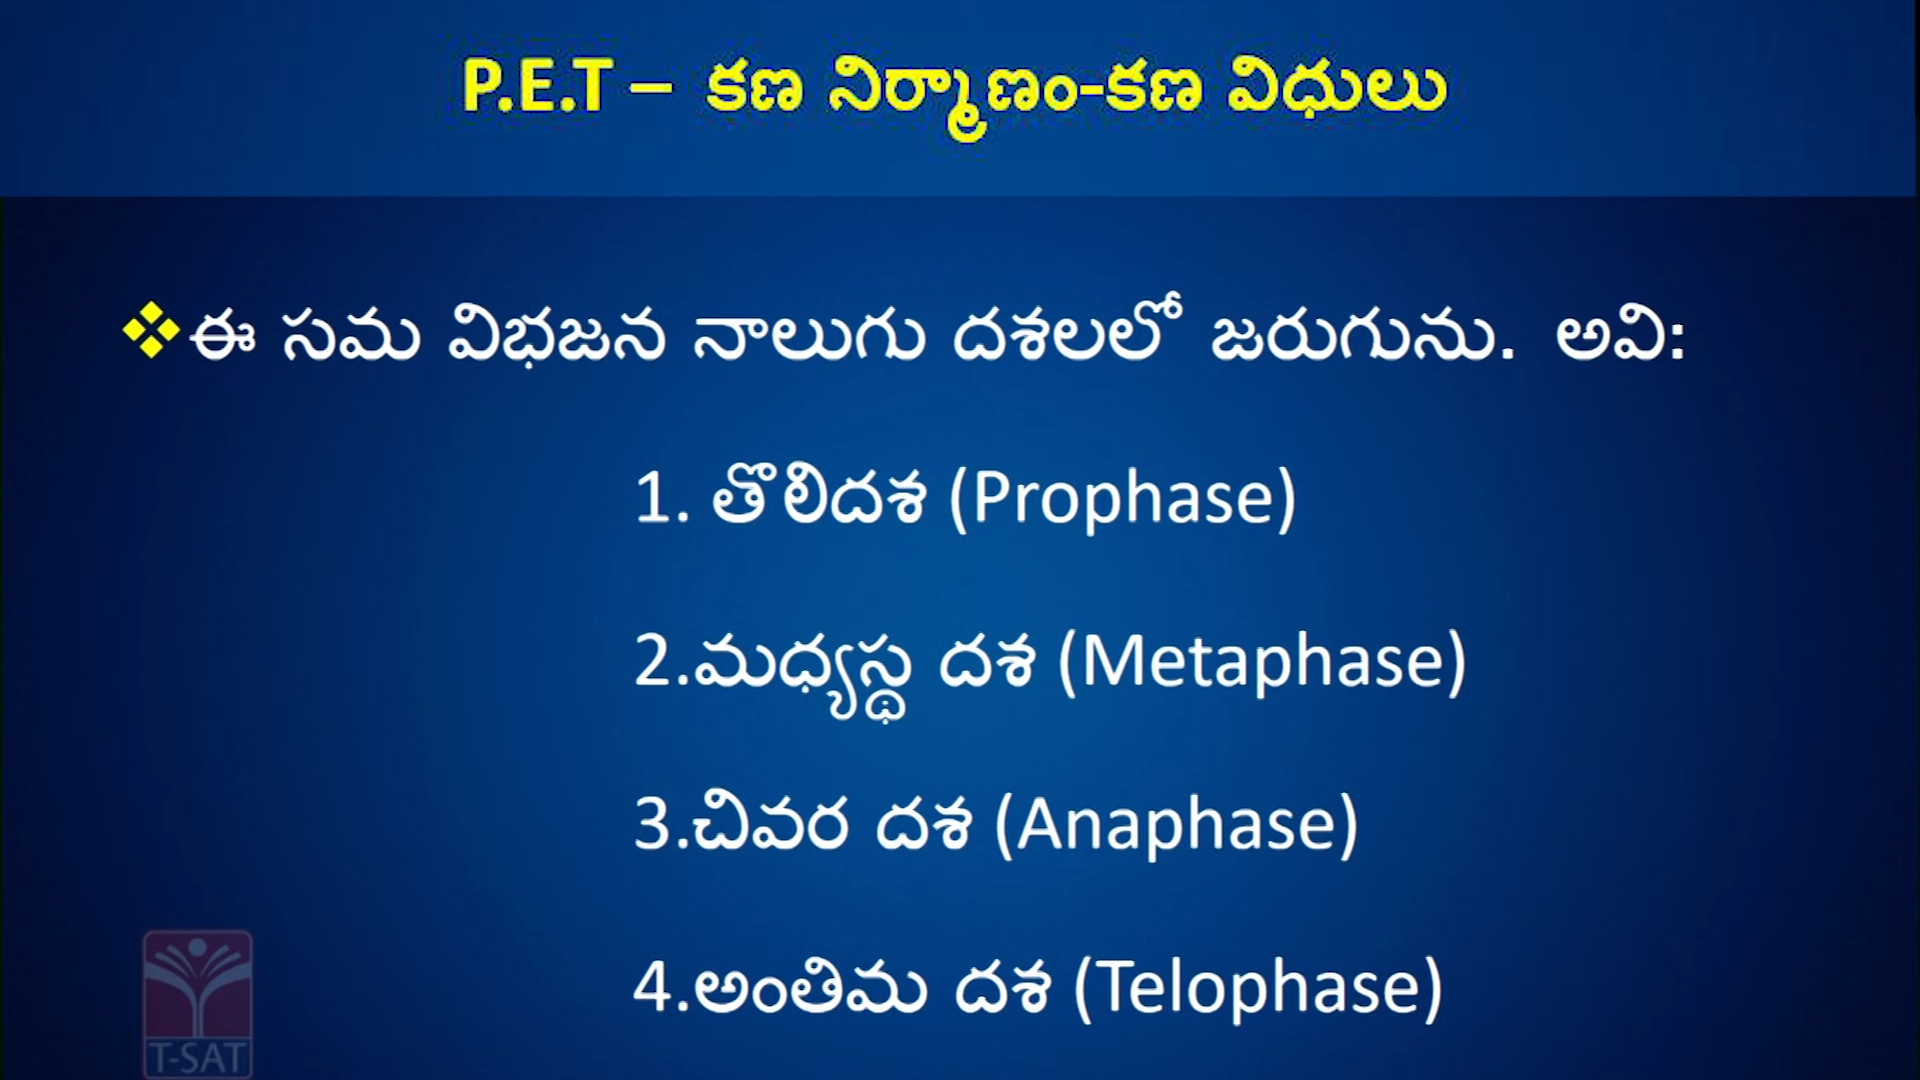 P.E.T – కణ నిర్మాణం-కణ విధులు
❖ఈ సమ విభజన నాలుగు దశలలో జరుగును. అవి:
1. తొలిదశ (Prophase)
2.మధ్యస్థ దశ (Metaphase)
3.చివర దశ (Anaphase)
4.అంతిమ దశ (Telophase)
T-SAT